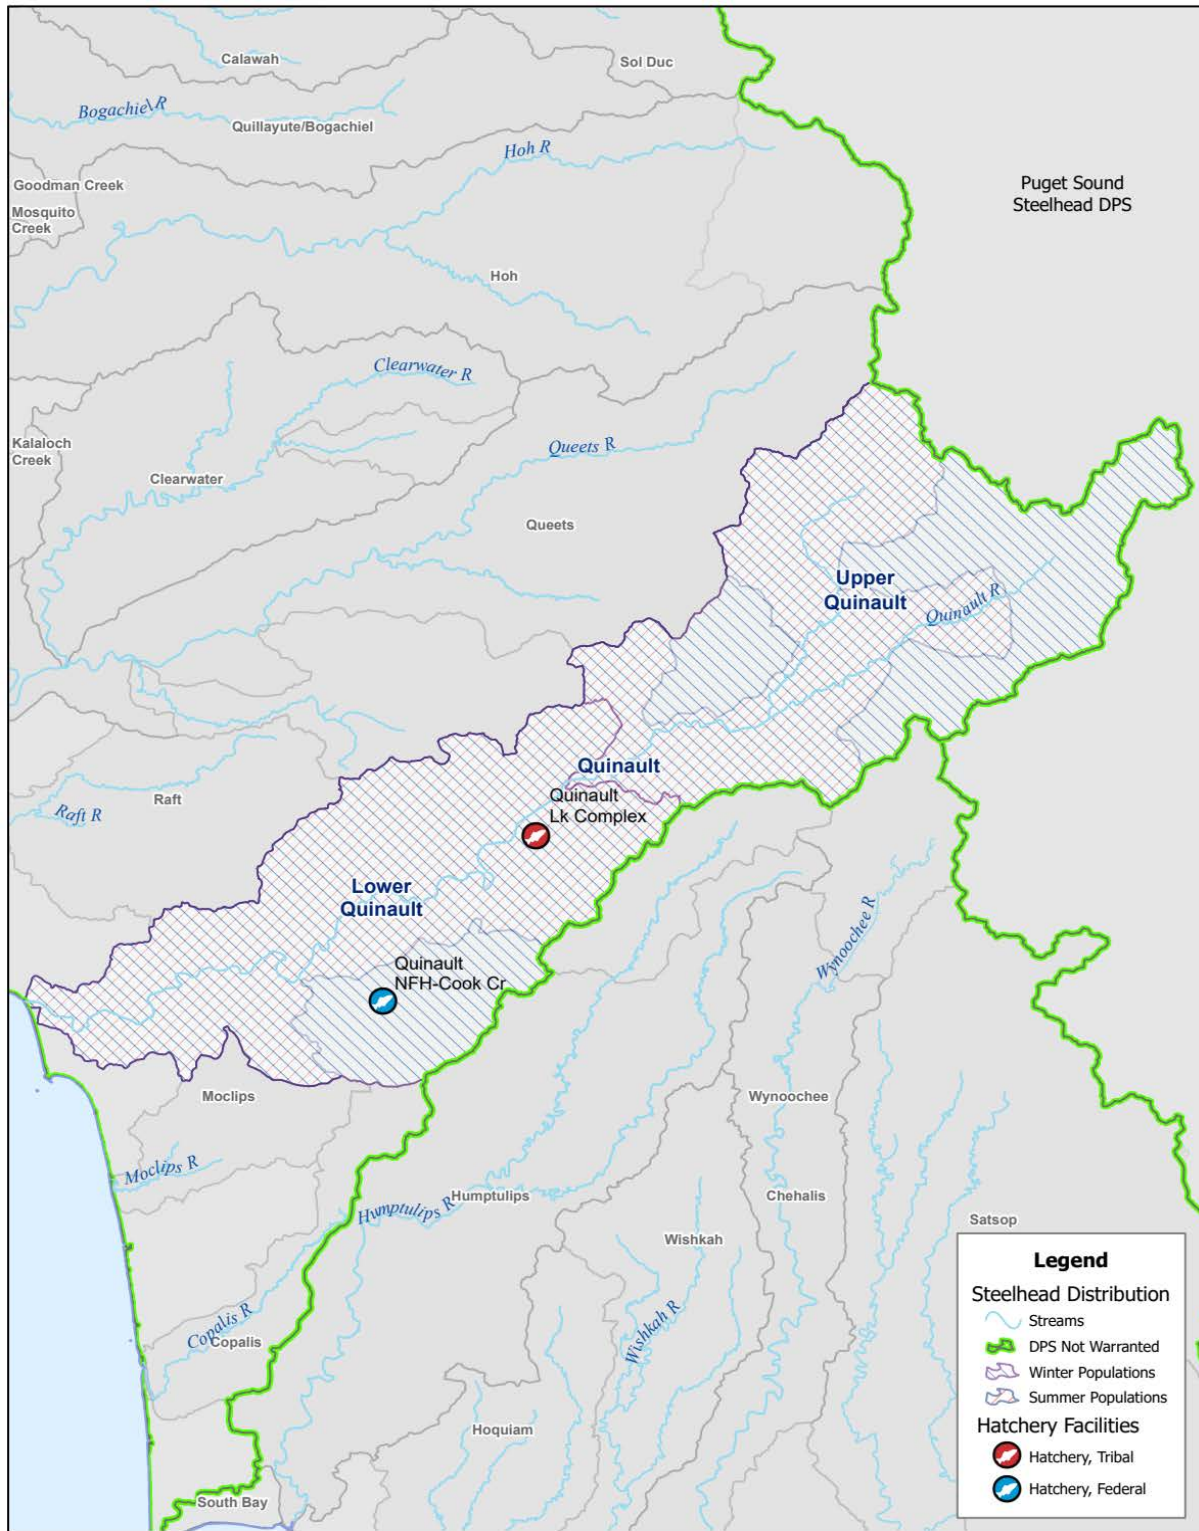 Calawah
Sol Duc
Bogachiel R
Quillayute/Bogachiel
Hoh R
Goodman Creek
Mosquito
Creek
Puget Sound
Steelhead DPS
Hoh
Clearwater R
Kalaloch
Creek
Queets R
Clearwater
Queets
Upper
Quinault
Quinault R
Quinault
Quinault
Lk Complex
Raft
Raft R
Lower
Quinault
Wynoochee R
Quinault
NFH-Cook Cr
Moclips
Wynoochee
Moclips R
Humptulips
Humptulips R
Chehalis
Satsop
Wishkah
Copalis R
Copalis
Wishkah R
Hoquiam
South Bay
Legend
Steelhead Distribution
Streams
DPS Not Warranted
Winter Populations
Summer Populations
Hatchery Facilities
Hatchery, Tribal
Hatchery, Federal